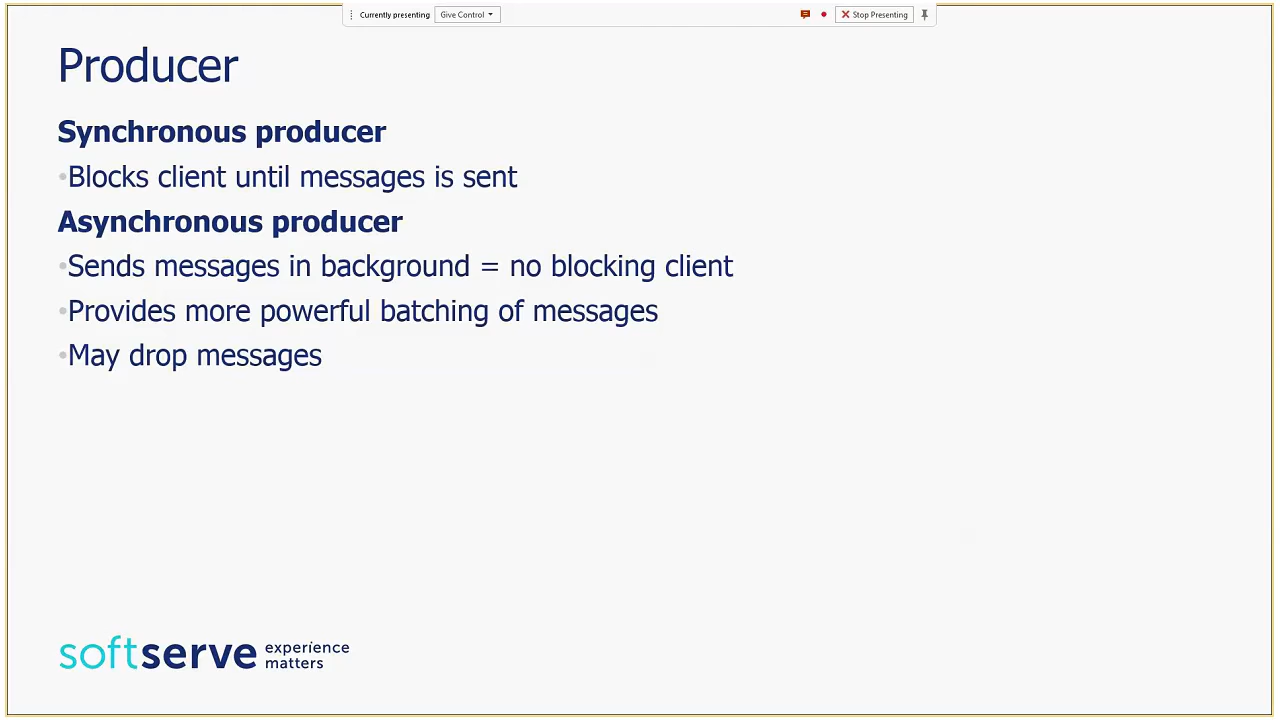 Currently presenting Give Control Stop Presenting
Producer
Synchronous producer
•Blocks client until messages is sent
Asynchronous producer
•Sends messages in background = no blocking client
•Provides more powerful batching of messages
•May drop messages
softserve experience
matters